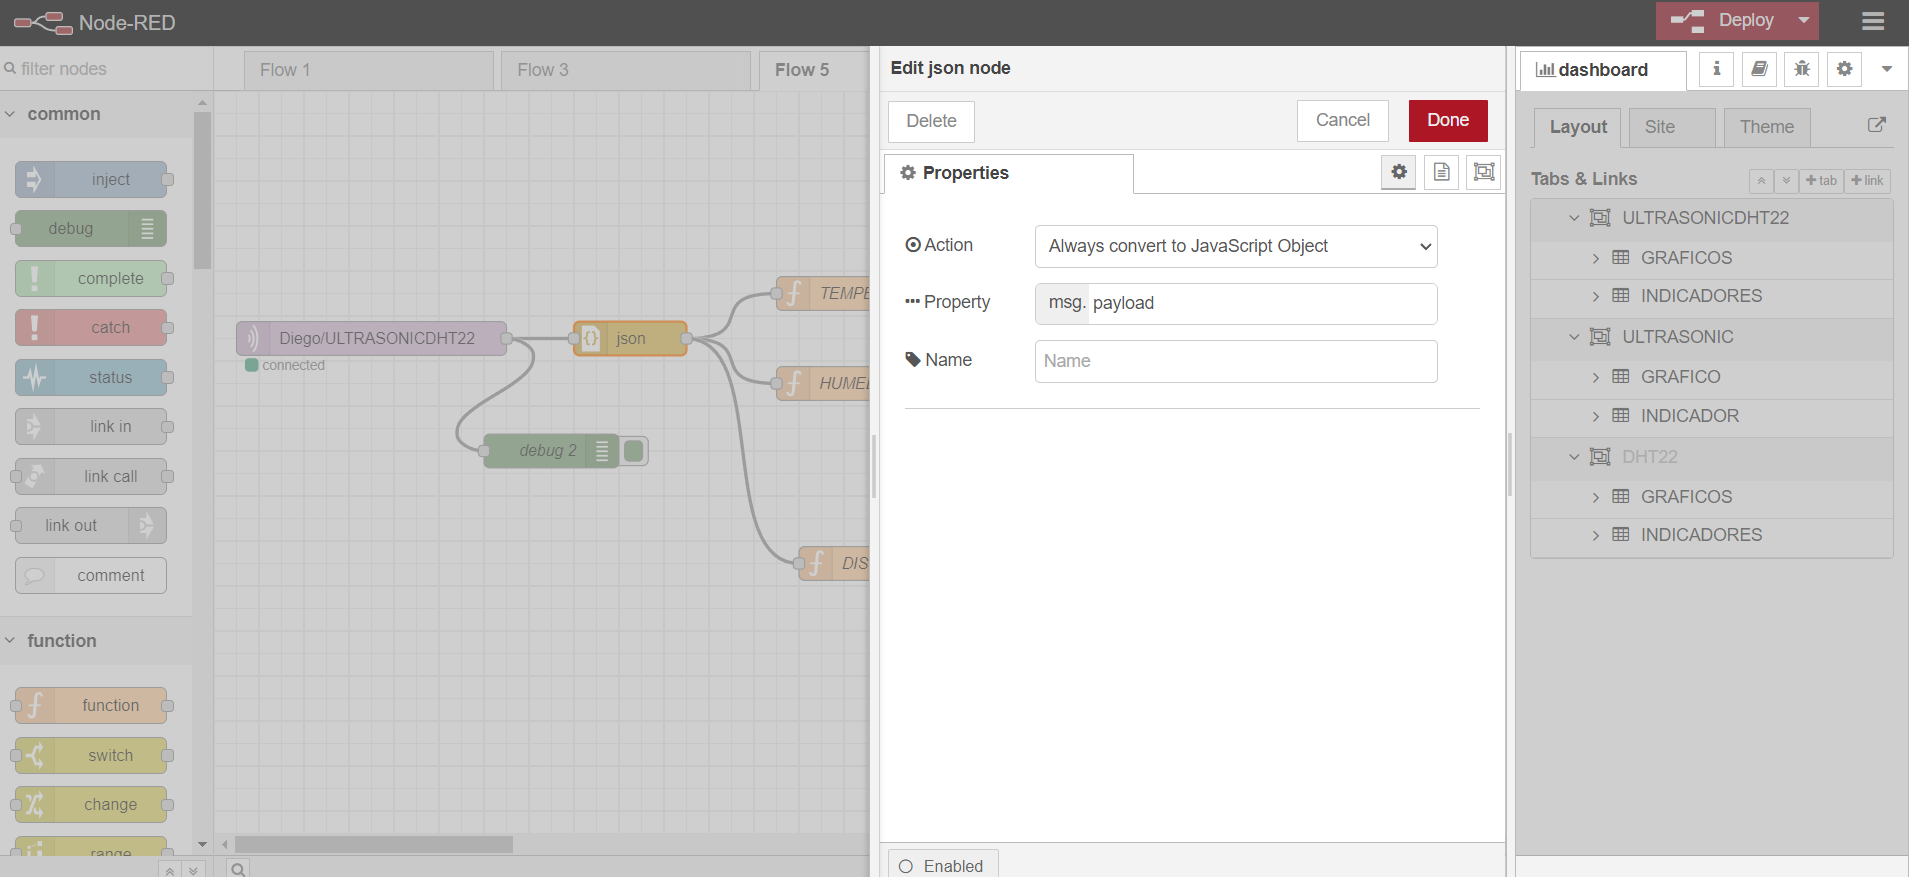 Node-RED
Deploy
filter nodes
Flow 1
Flow 3
Flow 5
Edit json node
dashboard
common
Delete
Cancel
Done
Layout
Site
Theme
Properties
Tabs & Links
tab
link
inject
debug
complete
catch
status
link in
link call
link out
comment
function
function
switch
change
range
Diego/ULTRASONICDHT22
connected
json
debug 2
TEMPE
HUMED
DIS
Action
Always convert to JavaScript Object
Property
msg. payload
Name
Name
Enabled
ULTRASONICDHT22
GRAFICOS
INDICADORES
ULTRASONIC
GRAFICO
INDICADOR
DHT22
GRAFICOS
INDICADORES